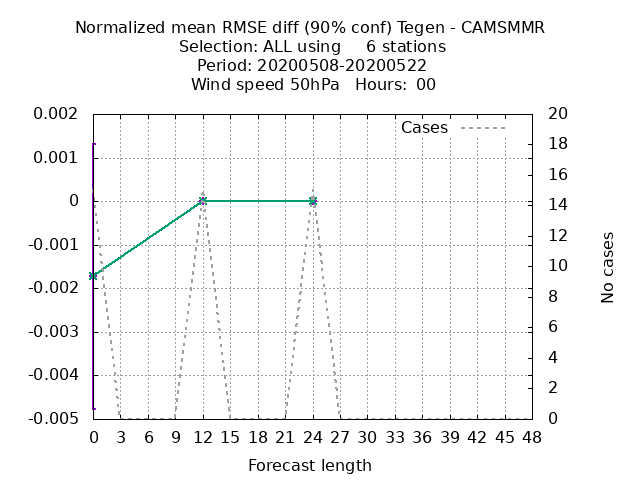 Normalized mean RMSE diff (90% conf) Tegen - CAMSMMR
Selection: ALL using     6 stations
Period: 20200508-20200522
Wind speed 50hPa   Hours:  00
Cases
0.002
0.001
0
-0.001
-0.002
-0.003
-0.004
-0.005
20
18
16
14
12
10
8
6
4
2
0
No cases
0 3 6 9 12 15 18 21 24 27 30 33 36 39 42 45 48
Forecast length